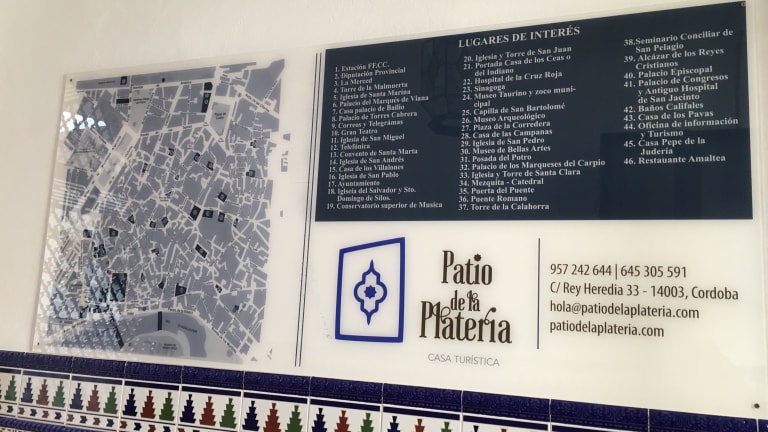 LUGARES DE INTERÉS
1. Estación FF.CC.
2. Diputación Provincial
3. La Merced
4. Torre de la Malmuerta
5. Iglesia de Santa Marina
6. Palacio del Marqués de Viana
7. Casa palacio de Bailío
8. Palacio de Torres Cabrera
9. Correos y Telegrámas
10. Gran Teatro
11. Iglesia de San Miguel
12. Telefónica
13. Convento de Santa Marta
14. Iglesia de San Andrés
15. Casa de los Villalones
16. Iglesia de San Pablo
17. Ayuntamiento
18. Iglesia del Salvador y Sto.
Domingo de Silos.
19. Conservatorio superior de Musica
20. Iglesia y Torre de San Juan
21. Portada Casa de los Ceas o
del Indiano
22. Hospital de la Cruz Roja
23. Sinagoga
24. Museo Taurino y zoco muni-
cipal
25. Capilla de San Bartolomé
26. Museo Arqueológico
27. Plaza de la Corredera
28. Casa de las Campanas
29. Iglesia de San Pedro
30. Museo de Bellas Artes
31. Posada del Potro
32. Palacio de los Marqueses del Carpio
33. Iglesia y Torre de Santa Clara
34. Mezquita - Catedral
35. Puerta del Puente
36. Puente Romano
37. Torre de la Calahorra
38.Seminario Conciliar de
San Pelagio
39. Alcázar de los Reyes
Cristianos
40. Palacio Episcopal
41. Palacio de Congresos
y Antiguo Hospital
de San Jacinto
42. Baños Califales
43. Casa de los Pavas
44. Oficina de información
y Turismo
45. Casa Pepe de la
Judería
46. Restauante Amaltea
Patio
de la
Plateria
CASA TURÍSTICA
957 242 644 | 645 305 591
C/ Rey Heredia 33 - 14003, Cordoba
hola@patiodelaplateria.com
patiodelaplateria.com